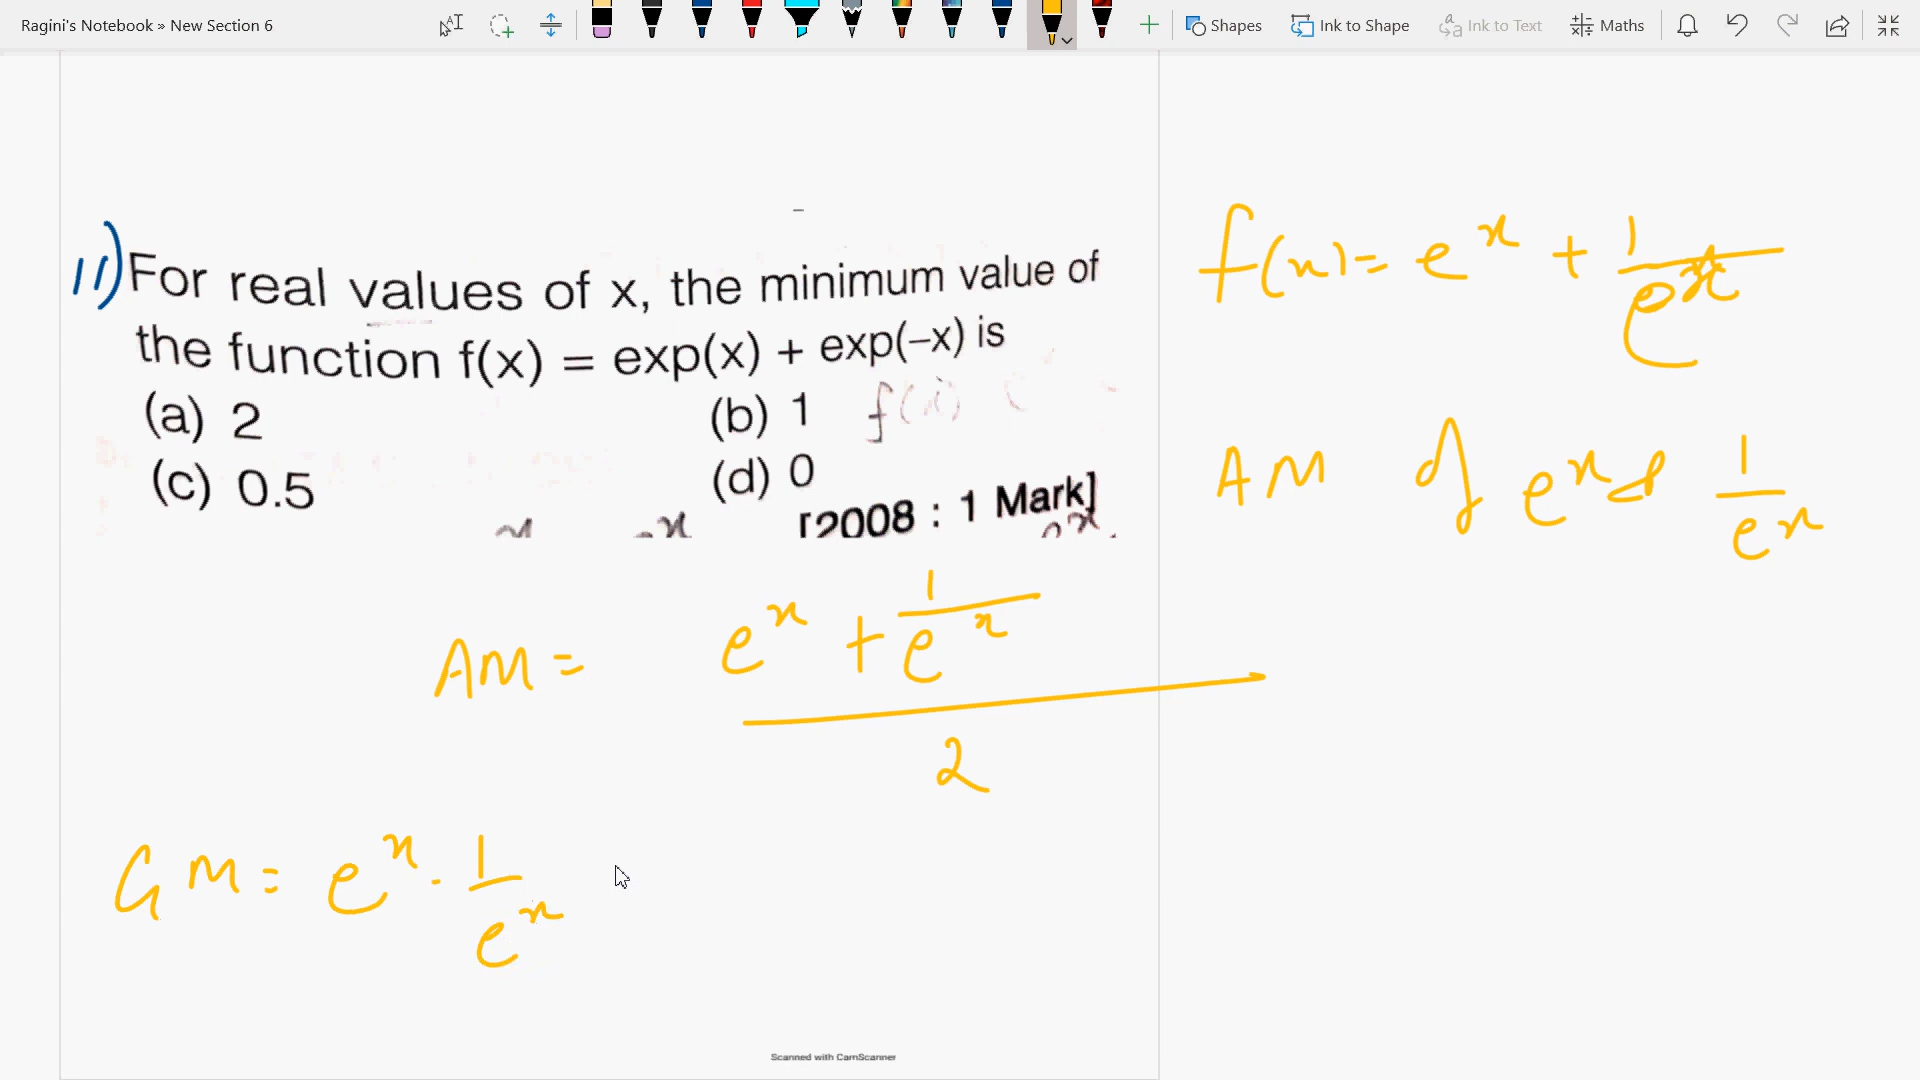 Ragini's Notebook » New Section 6
Shapes Ink to Shape Ink to Text Maths
11) For real values of x, the minimum value of
the function f(x) = exp(x) + exp(–x) is
(a) 2 (b) 1
(c) 0.5 (d) 0
[2008 : 1 Mark]
f(x) = e^x + 1/e^x
AM of e^x & 1/e^x
AM = (e^x + 1/e^x)/2
GM = e^x · 1/e^x
Scanned with CamScanner